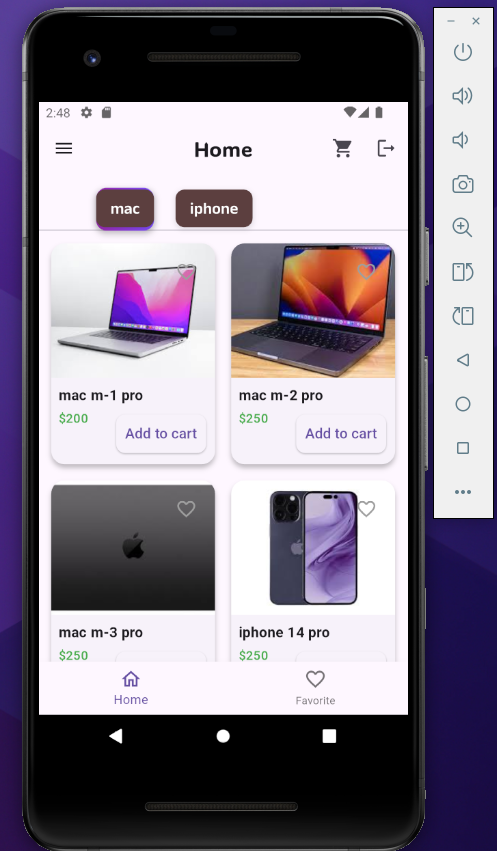 2:48
Home
mac
iphone
mac m-1 pro
$200
Add to cart
mac m-2 pro
$250
Add to cart
mac m-3 pro
$250
iphone 14 pro
$250
Home
Favorite